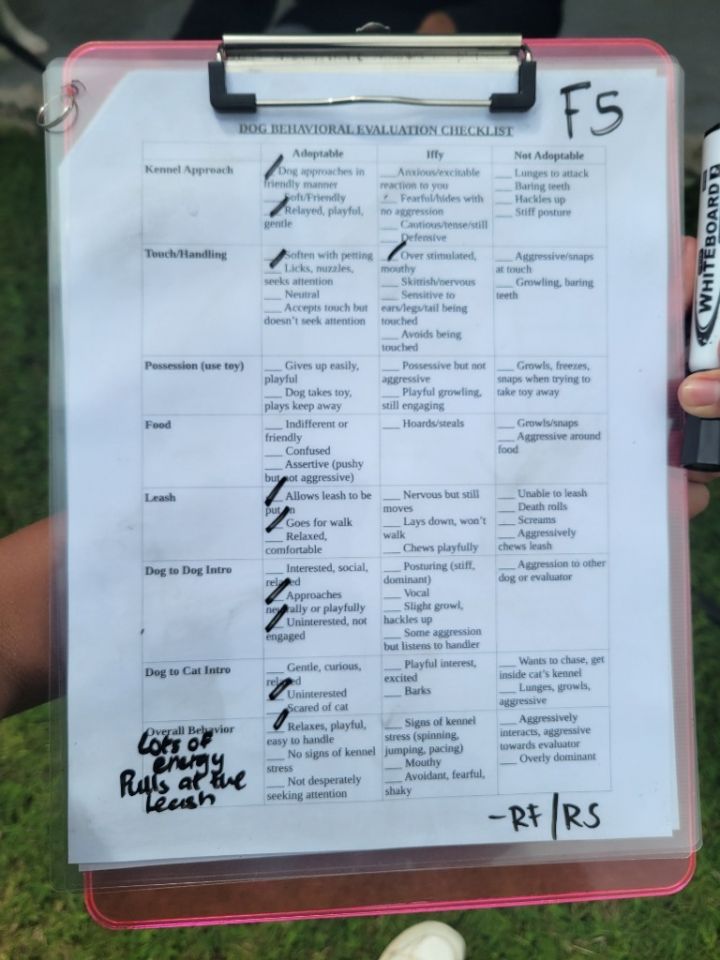 F5
DOG BEHAVIORAL EVALUATION CHECKLIST
Adoptable Iffy Not Adoptable
Kennel Approach
___ Dog approaches in
friendly manner
___ Soft/Friendly
___ Relayed, playful,
gentle
___ Anxious/excitable
reaction to you
___ Fearful/hides with
no aggression
___ Cautious/tense/still
___ Defensive
___ Lunges to attack
___ Baring teeth
___ Hackles up
___ Stiff posture
Touch/Handling
___ Soften with petting
___ Licks, nuzzles,
seeks attention
___ Neutral
___ Accepts touch but
doesn't seek attention
___ Over stimulated,
mouthy
___ Skittish/nervous
___ Sensitive to
ears/legs/tail being
touched
___ Avoids being
touched
___ Aggressive/snaps
at touch
___ Growling, baring
teeth
Possession (use toy)
___ Gives up easily,
playful
___ Dog takes toy,
plays keep away
___ Possessive but not
aggressive
___ Playful growling,
still engaging
___ Growls, freezes,
snaps when trying to
take toy away
Food
___ Indifferent or
friendly
___ Confused
___ Assertive (pushy
but not aggressive)
___ Hoards/steals
___ Growls/snaps
___ Aggressive around
food
Leash
___ Allows leash to be
put on
___ Goes for walk
___ Relaxed,
comfortable
___ Nervous but still
moves
___ Lays down, won't
walk
___ Chews playfully
___ Unable to leash
___ Death rolls
___ Screams
___ Aggressively
chews leash
Dog to Dog Intro
___ Interested, social,
relaxed
___ Approaches
neutrally or playfully
___ Uninterested, not
engaged
___ Posturing (stiff,
dominant)
___ Vocal
___ Slight growl,
hackles up
___ Some aggression
but listens to handler
___ Aggression to other
dog or evaluator
Dog to Cat Intro
___ Gentle, curious,
relaxed
___ Uninterested
___ Scared of cat
___ Playful interest,
excited
___ Barks
___ Wants to chase, get
inside cat's kennel
___ Lunges, growls,
aggressive
Overall Behavior
Lots of
energy
Pulls at the
leash
___ Relaxes, playful,
easy to handle
___ No signs of kennel
stress
___ Not desperately
seeking attention
___ Signs of kennel
stress (spinning,
jumping, pacing)
___ Mouthy
___ Avoidant, fearful,
shaky
___ Aggressively
interacts, aggressive
towards evaluator
___ Overly dominant
-RF/RS
WHITEBOARD